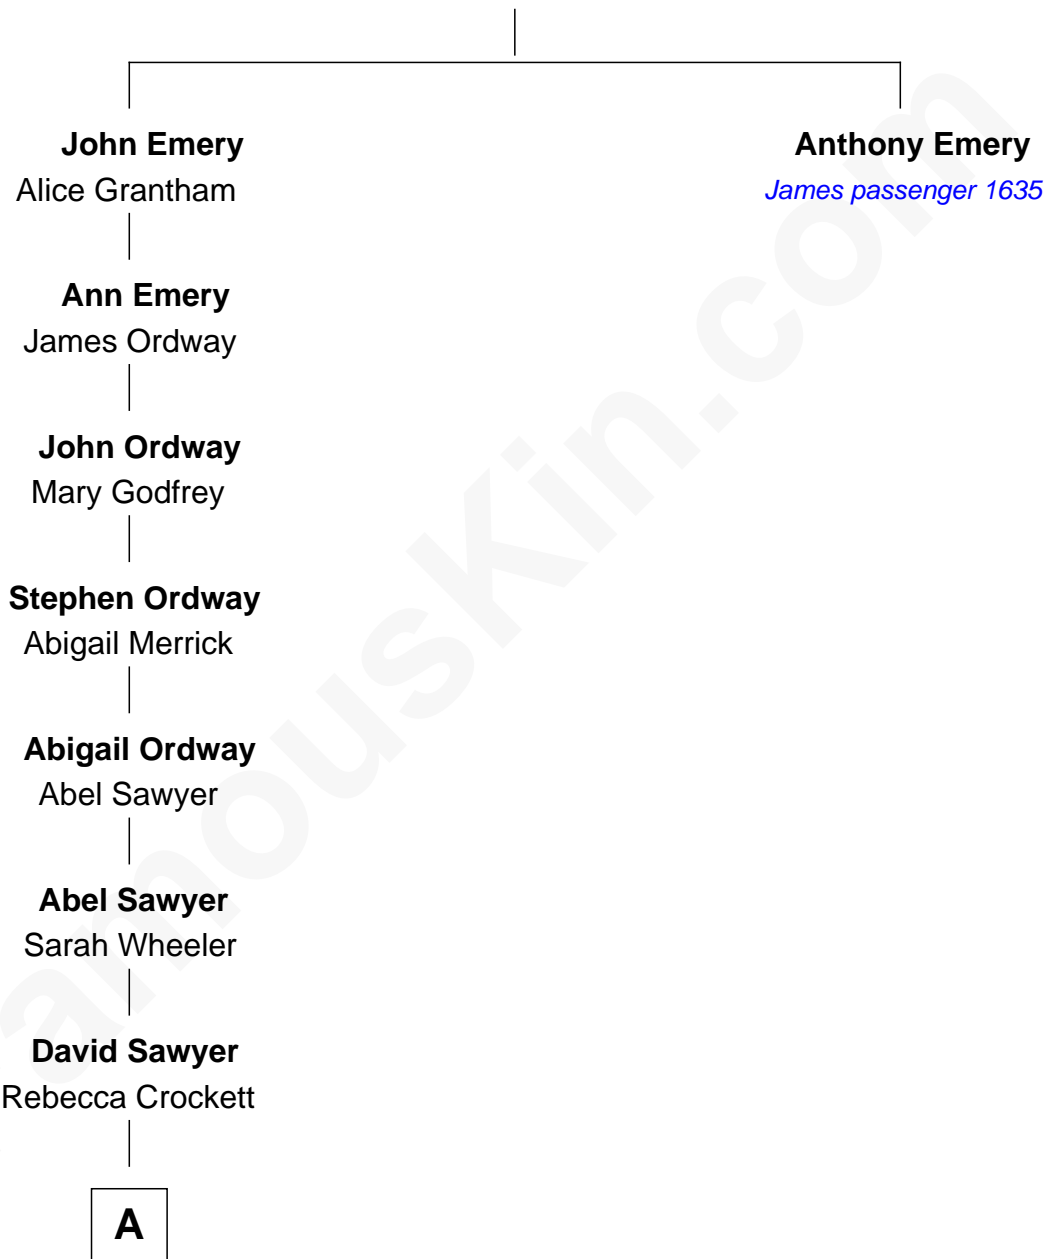 John Emery
Alice Grantham
Anthony Emery
James passenger 1635
Ann Emery
James Ordway
John Ordway
Mary Godfrey
Stephen Ordway
Abigail Merrick
Abigail Ordway
Abel Sawyer
Abel Sawyer
Sarah Wheeler
David Sawyer
Rebecca Crockett
A
amouskin.com